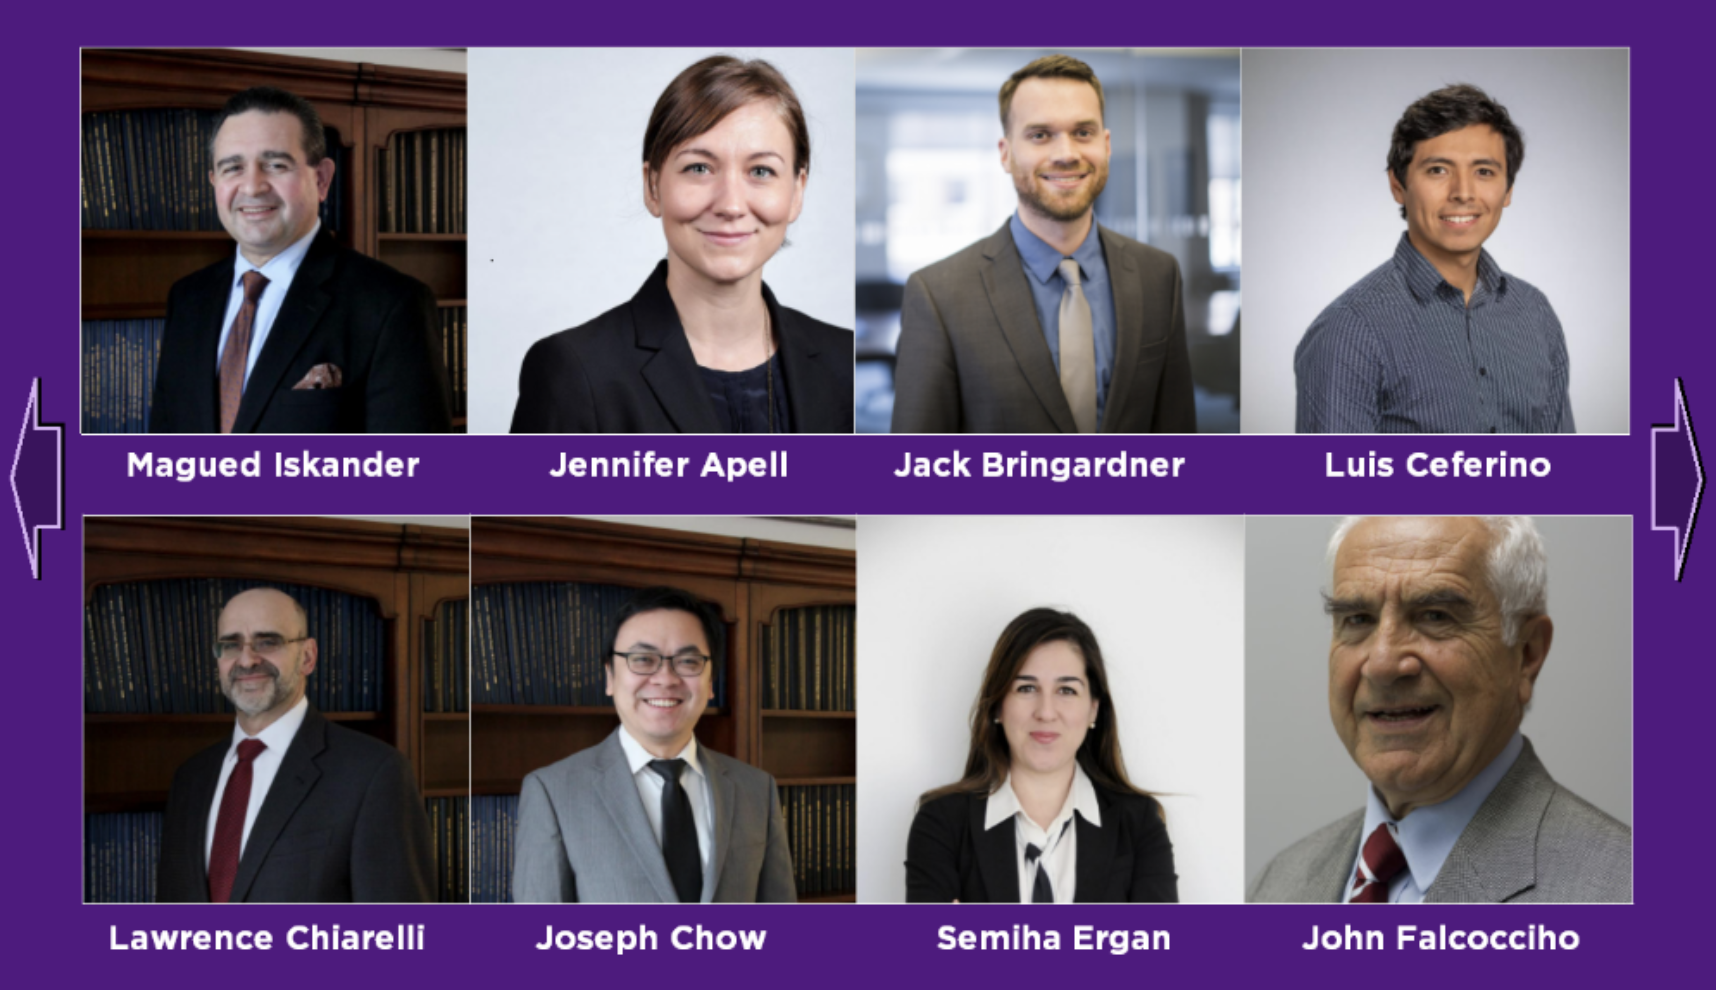 Magued Iskander
Jennifer Apell
Jack Bringardner
Luis Ceferino
Lawrence Chiarelli
Joseph Chow
Semiha Ergan
John Falcocciho